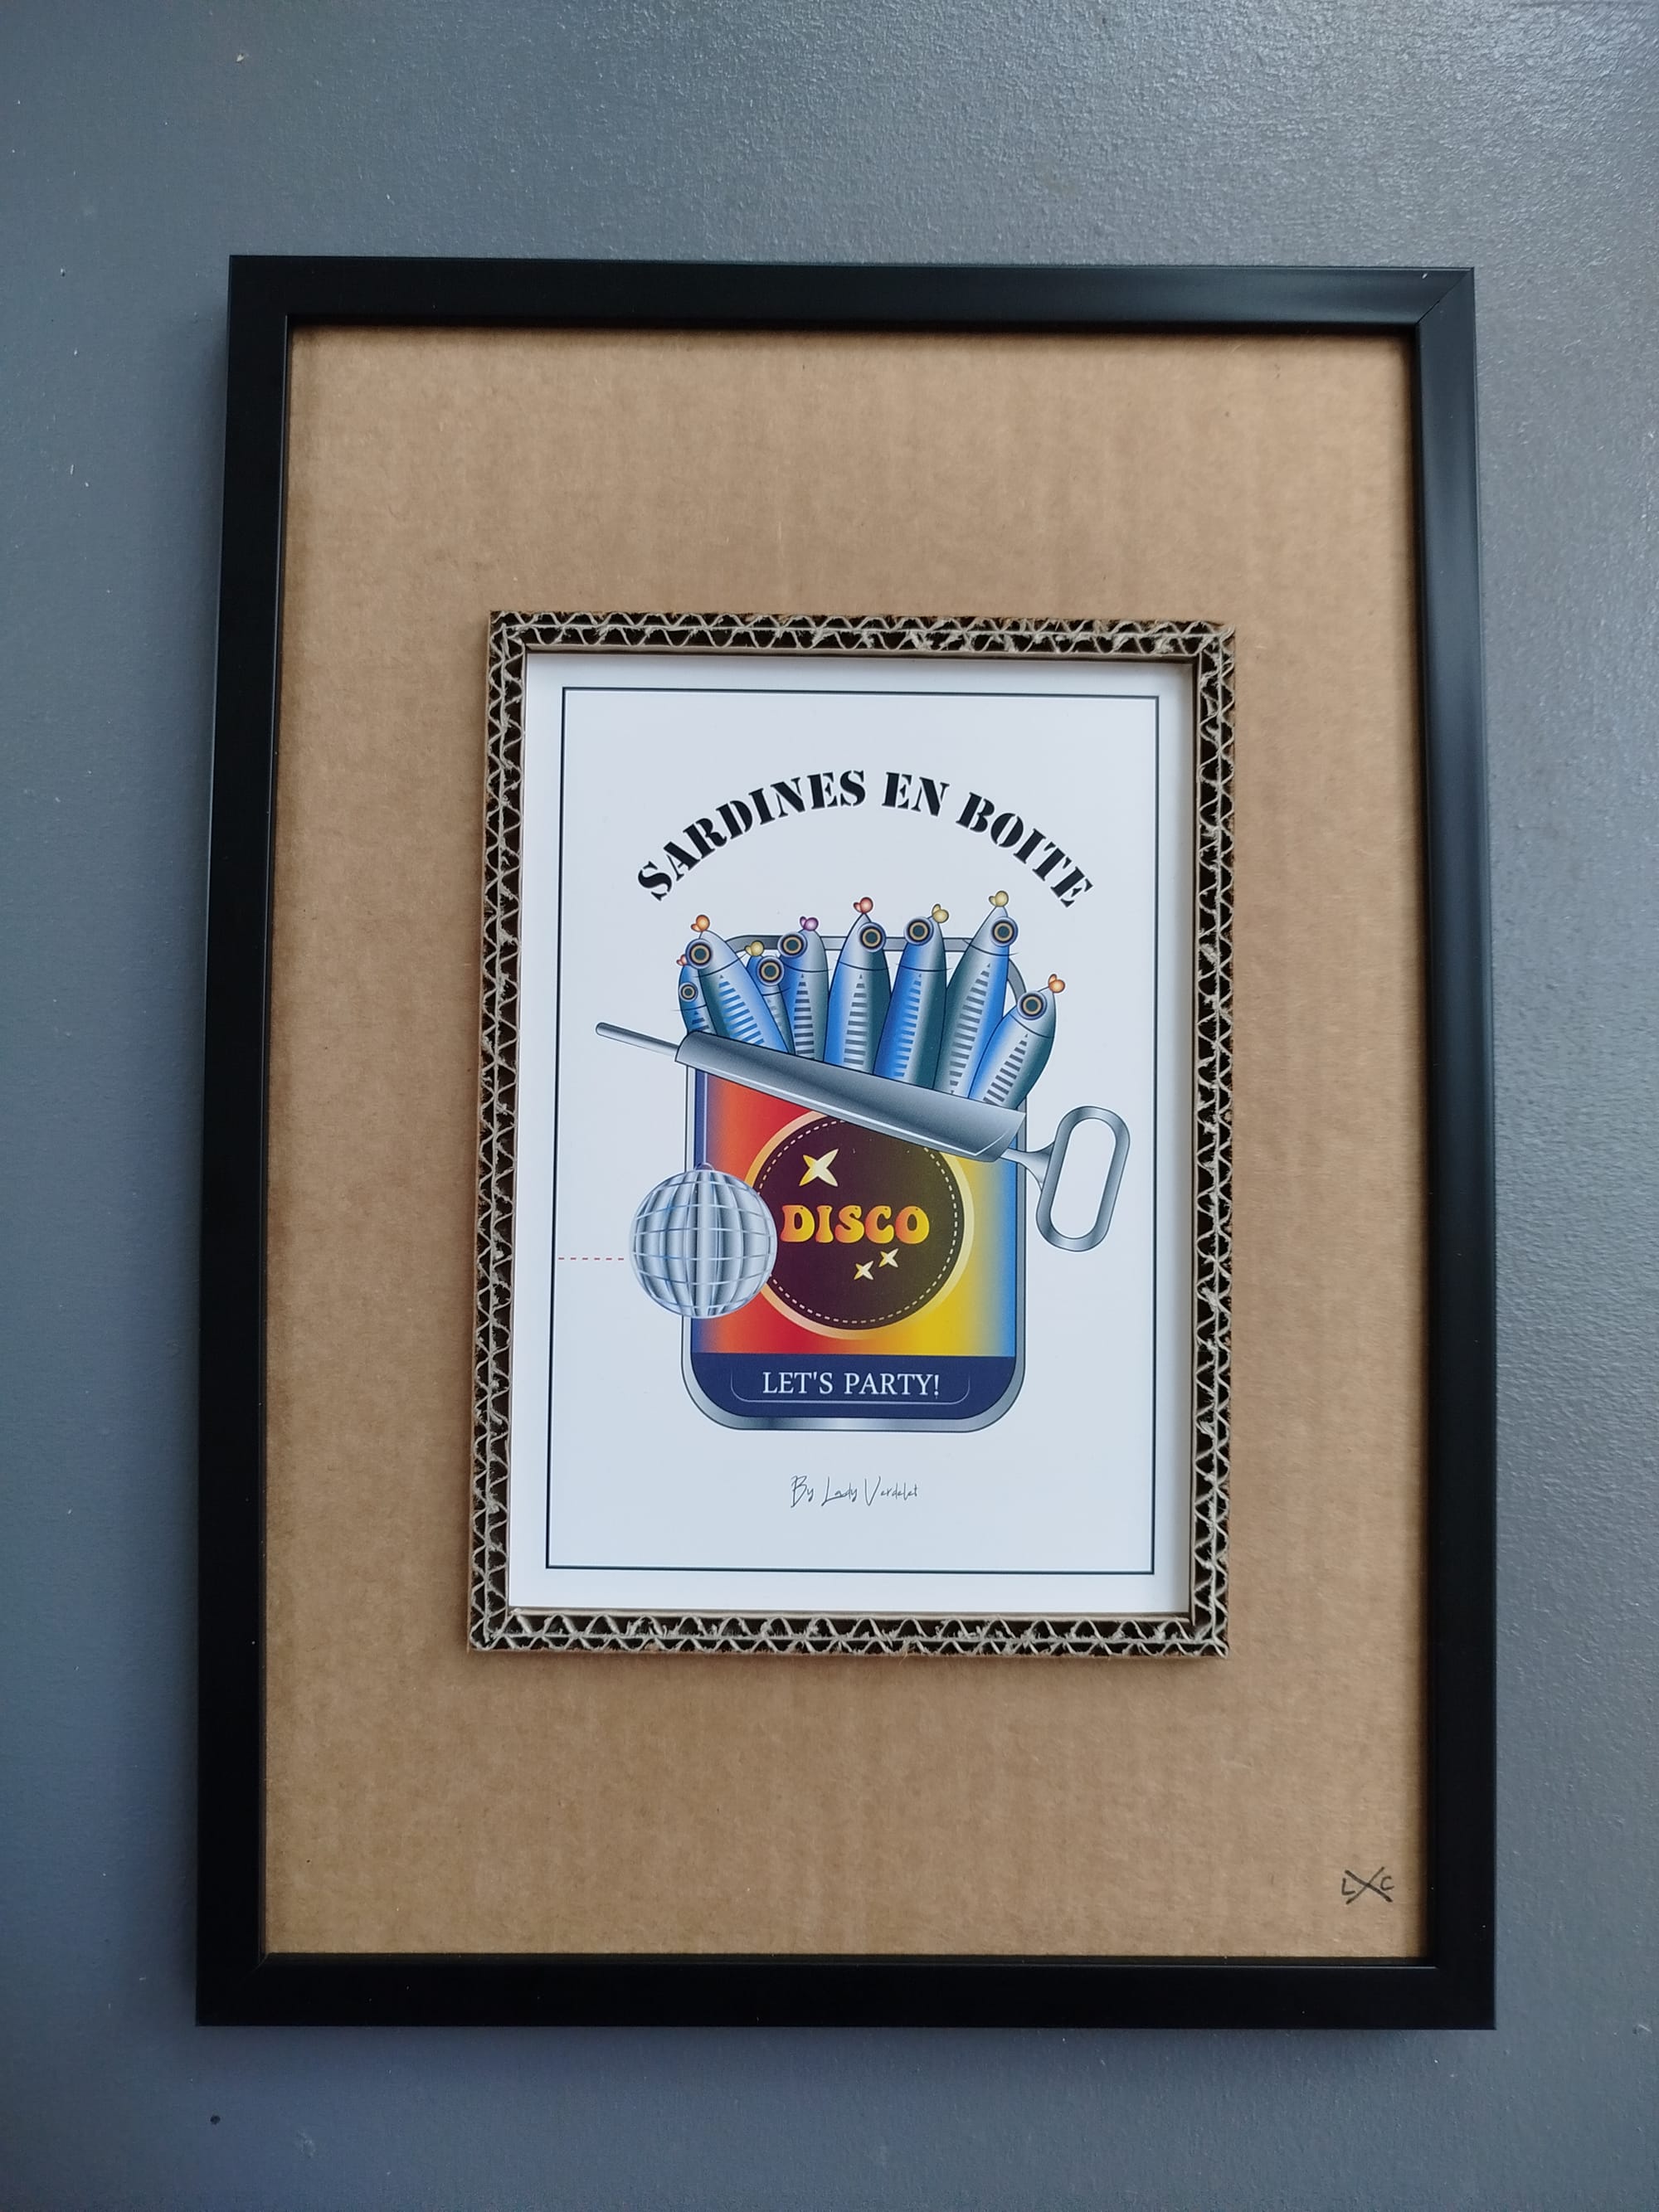 SARDINES EN BOITE
DISCO
LET'S PARTY!
By Lady Verdelet
LXC